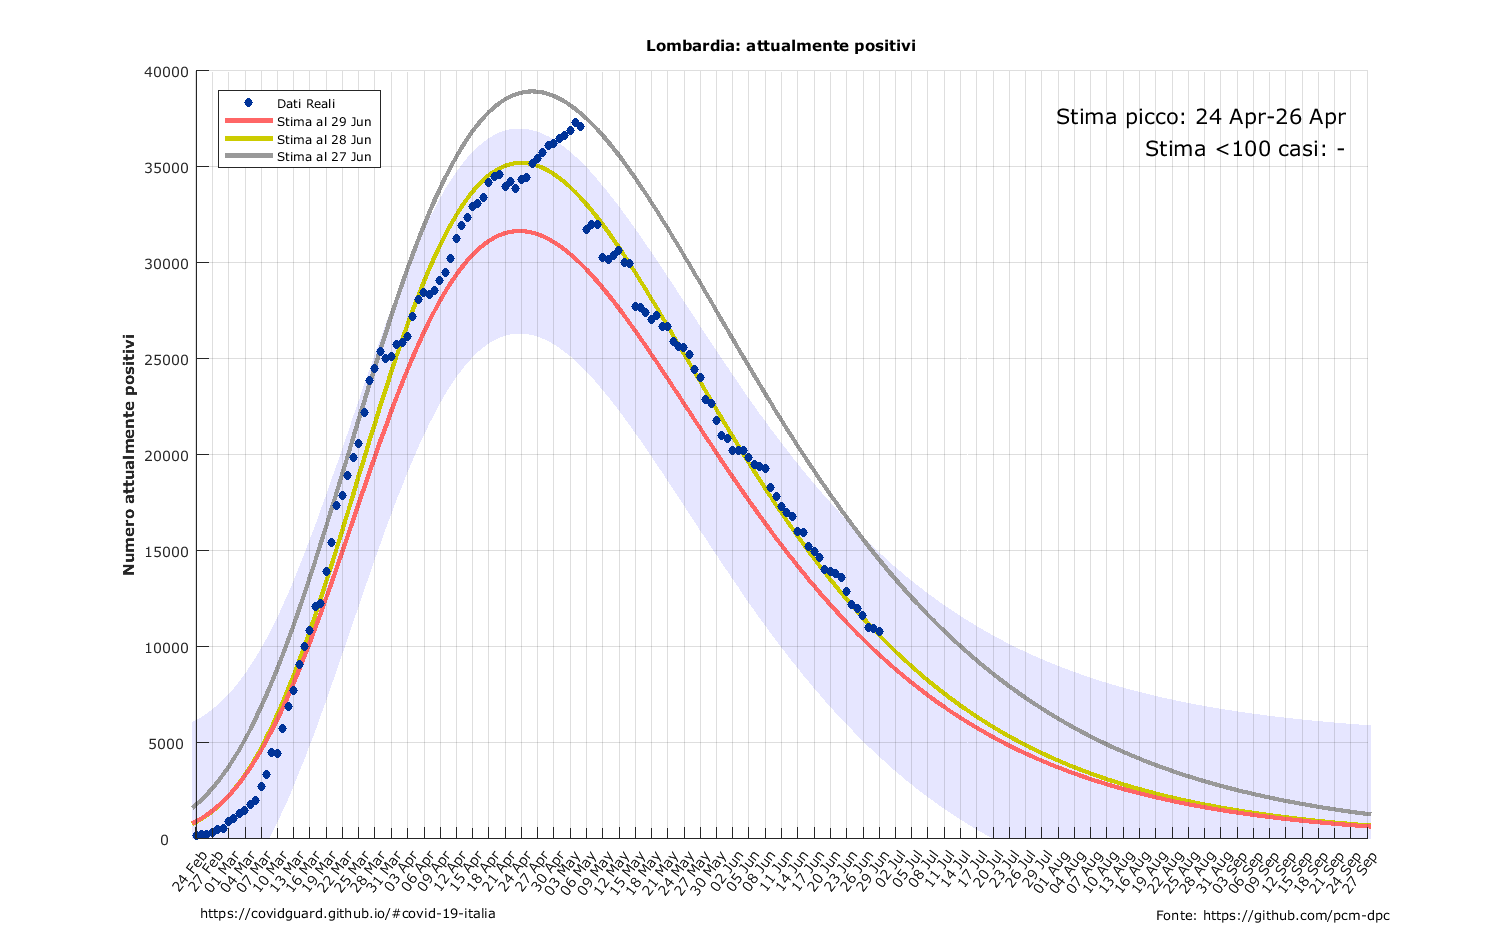 Lombardia: attualmente positivi
40000
35000
30000
25000
20000
15000
10000
5000
0
Numero attualmente positivi
Dati Reali
Stima al 29 Jun
Stima al 28 Jun
Stima al 27 Jun
Stima picco: 24 Apr-26 Apr
Stima <100 casi: -
24 Feb
27 Feb
01 Mar
04 Mar
07 Mar
10 Mar
13 Mar
16 Mar
19 Mar
22 Mar
25 Mar
28 Mar
31 Mar
03 Apr
06 Apr
09 Apr
12 Apr
15 Apr
18 Apr
21 Apr
24 Apr
27 Apr
30 Apr
03 May
06 May
09 May
12 May
15 May
18 May
21 May
24 May
27 May
30 May
02 Jun
05 Jun
08 Jun
11 Jun
14 Jun
17 Jun
20 Jun
23 Jun
26 Jun
29 Jun
02 Jul
05 Jul
08 Jul
11 Jul
14 Jul
17 Jul
20 Jul
23 Jul
26 Jul
29 Jul
01 Aug
04 Aug
07 Aug
10 Aug
13 Aug
16 Aug
19 Aug
22 Aug
25 Aug
28 Aug
31 Aug
03 Sep
06 Sep
09 Sep
12 Sep
15 Sep
18 Sep
21 Sep
24 Sep
27 Sep
https://covidguard.github.io/#covid-19-italia
Fonte: https://github.com/pcm-dpc